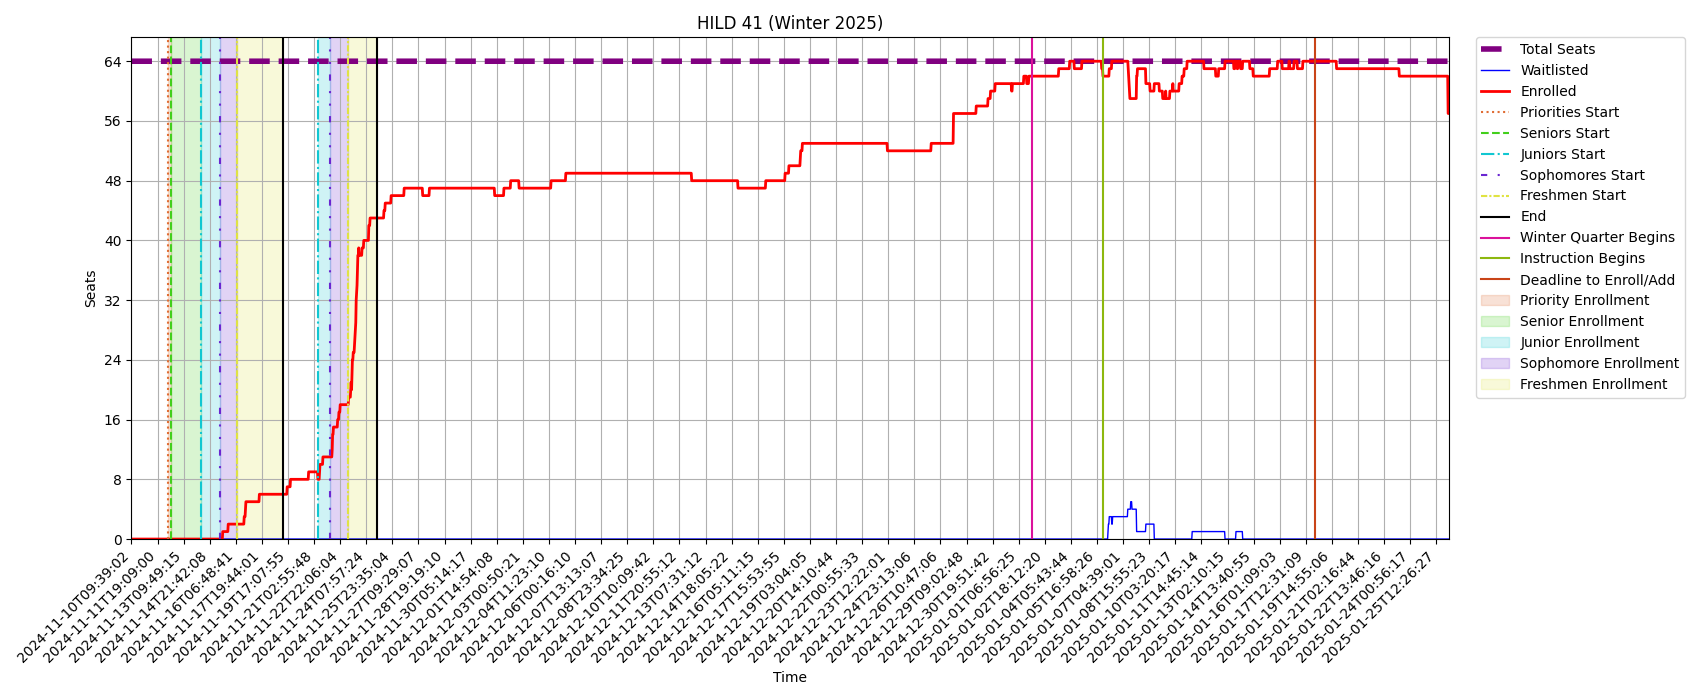 HILD 41 (Winter 2025)
Seats
64
56
48
40
32
24
16
8
0
2024-11-10T09:39:02
2024-11-11T19:09:00
2024-11-13T09:49:15
2024-11-14T21:42:08
2024-11-16T06:48:41
2024-11-17T19:44:01
2024-11-19T17:07:55
2024-11-21T02:55:48
2024-11-22T22:06:04
2024-11-24T07:57:24
2024-11-25T23:35:04
2024-11-27T09:29:07
2024-11-28T19:19:10
2024-11-30T05:14:17
2024-12-01T14:54:08
2024-12-03T00:50:21
2024-12-04T11:23:10
2024-12-06T00:16:10
2024-12-07T13:13:07
2024-12-08T23:34:25
2024-12-10T10:09:42
2024-12-11T20:55:12
2024-12-13T07:31:12
2024-12-14T18:05:22
2024-12-16T05:11:15
2024-12-17T15:53:55
2024-12-19T03:04:05
2024-12-20T14:10:44
2024-12-22T00:55:33
2024-12-23T12:22:01
2024-12-24T23:13:06
2024-12-26T10:47:06
2024-12-29T09:02:48
2024-12-30T19:51:42
2025-01-01T06:56:25
2025-01-02T18:12:20
2025-01-04T05:43:44
2025-01-05T16:58:26
2025-01-07T04:39:01
2025-01-08T15:55:23
2025-01-10T03:20:17
2025-01-11T14:45:14
2025-01-13T02:10:15
2025-01-14T13:40:55
2025-01-16T01:09:03
2025-01-17T12:31:09
2025-01-19T14:55:06
2025-01-21T02:16:44
2025-01-22T13:46:16
2025-01-24T00:56:17
2025-01-25T12:26:27
Time
Total Seats
Waitlisted
Enrolled
Priorities Start
Seniors Start
Juniors Start
Sophomores Start
Freshmen Start
End
Winter Quarter Begins
Instruction Begins
Deadline to Enroll/Add
Priority Enrollment
Senior Enrollment
Junior Enrollment
Sophomore Enrollment
Freshmen Enrollment